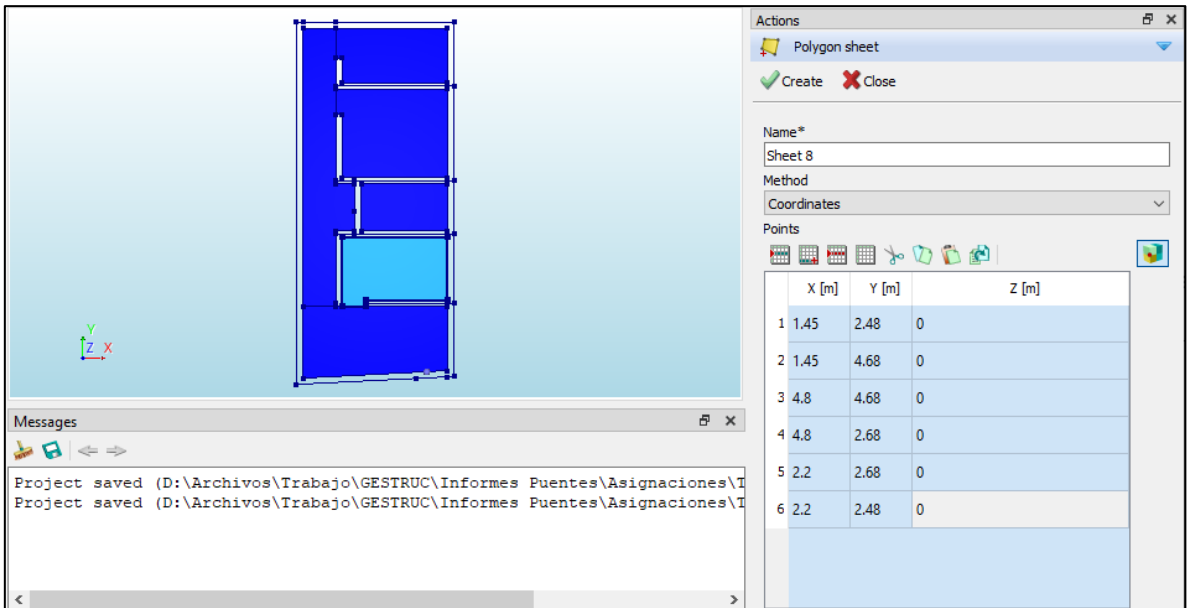 Y
Z X
Messages
Project saved (D:\Archivos\Trabajo\GESTRUC\Informes Puentes\Asignaciones\T
Project saved (D:\Archivos\Trabajo\GESTRUC\Informes Puentes\Asignaciones\T
Actions
Polygon sheet
Create Close
Name*
Sheet 8
Method
Coordinates
Points
X [m] Y [m] Z [m]
1 1.45 2.48 0
2 1.45 4.68 0
3 4.8 4.68 0
4 4.8 2.68 0
5 2.2 2.68 0
6 2.2 2.48 0